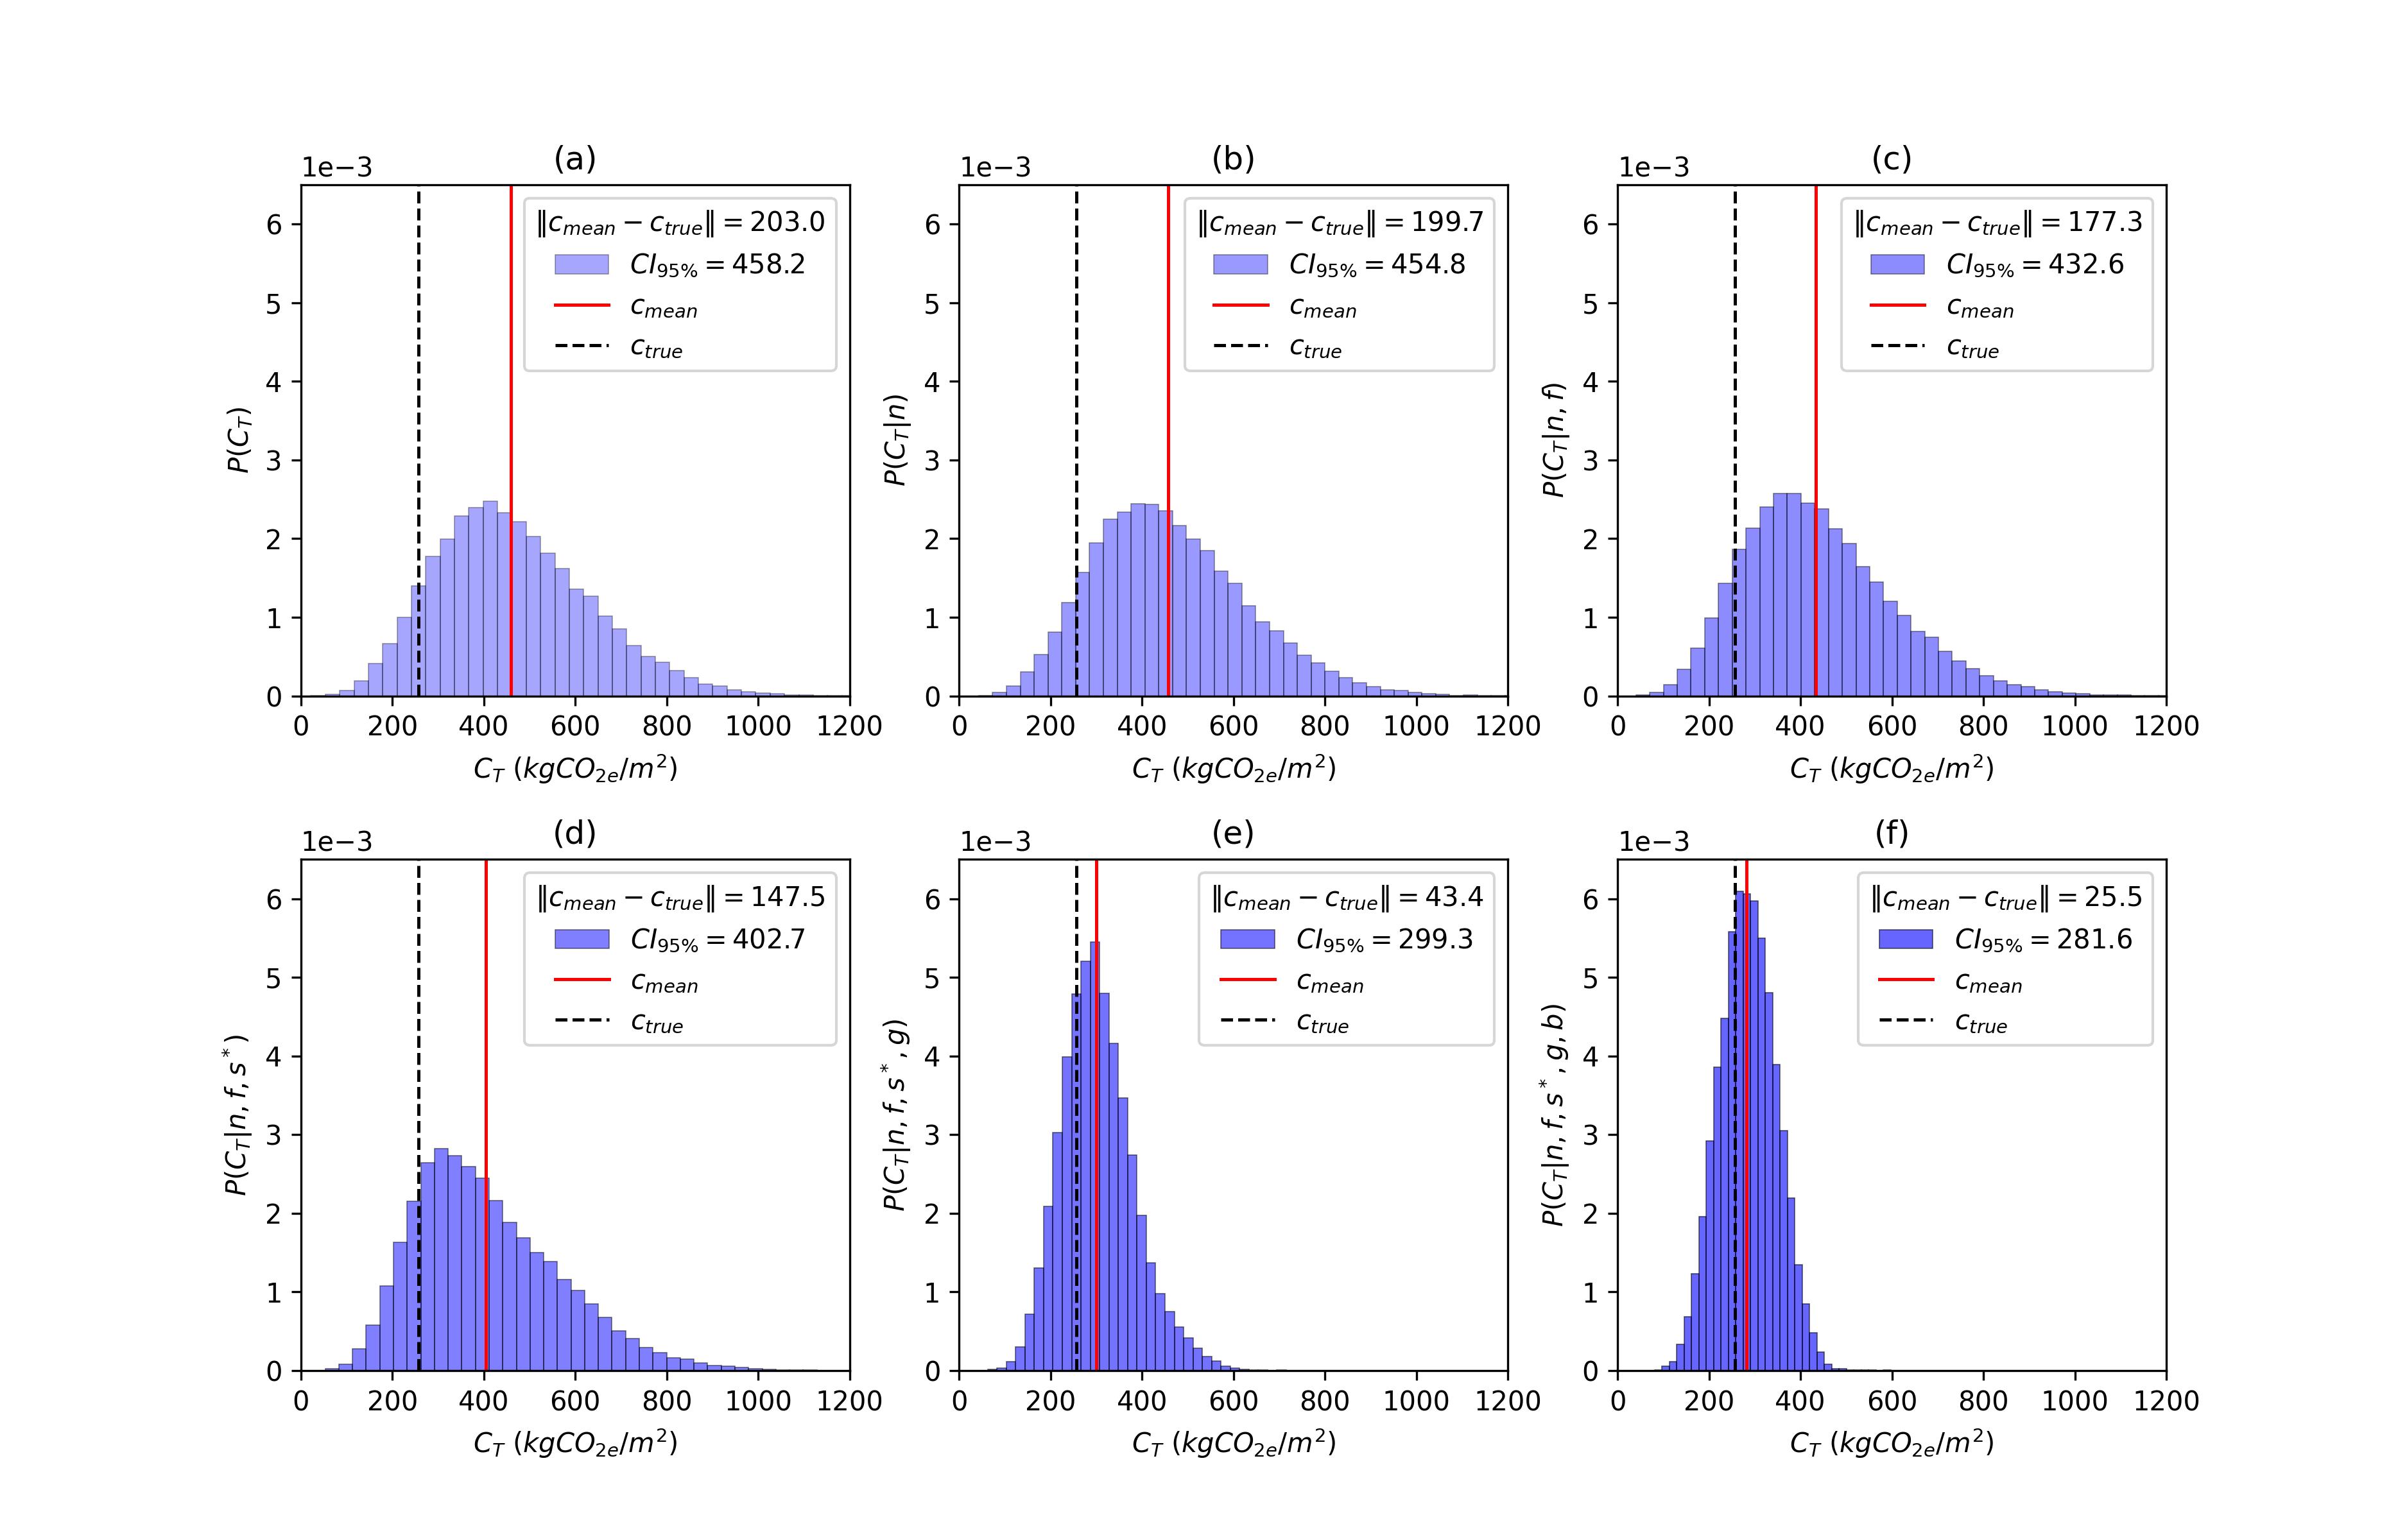 (a)
1e−3
6
5
4
3
2
1
0
P(C_T)
‖c_mean − c_true‖ = 203.0
CI_95% = 458.2
c_mean
c_true
0 200 400 600 800 1000 1200
C_T (kgCO_2e/m²)
(b)
1e−3
6
5
4
3
2
1
0
P(C_T|n)
‖c_mean − c_true‖ = 199.7
CI_95% = 454.8
c_mean
c_true
0 200 400 600 800 1000 1200
C_T (kgCO_2e/m²)
(c)
1e−3
6
5
4
3
2
1
0
P(C_T|n, f)
‖c_mean − c_true‖ = 177.3
CI_95% = 432.6
c_mean
c_true
0 200 400 600 800 1000 1200
C_T (kgCO_2e/m²)
(d)
1e−3
6
5
4
3
2
1
0
P(C_T|n, f, s*)
‖c_mean − c_true‖ = 147.5
CI_95% = 402.7
c_mean
c_true
0 200 400 600 800 1000 1200
C_T (kgCO_2e/m²)
(e)
1e−3
6
5
4
3
2
1
0
P(C_T|n, f, s*, g)
‖c_mean − c_true‖ = 43.4
CI_95% = 299.3
c_mean
c_true
0 200 400 600 800 1000 1200
C_T (kgCO_2e/m²)
(f)
1e−3
6
5
4
3
2
1
0
P(C_T|n, f, s*, g, b)
‖c_mean − c_true‖ = 25.5
CI_95% = 281.6
c_mean
c_true
0 200 400 600 800 1000 1200
C_T (kgCO_2e/m²)